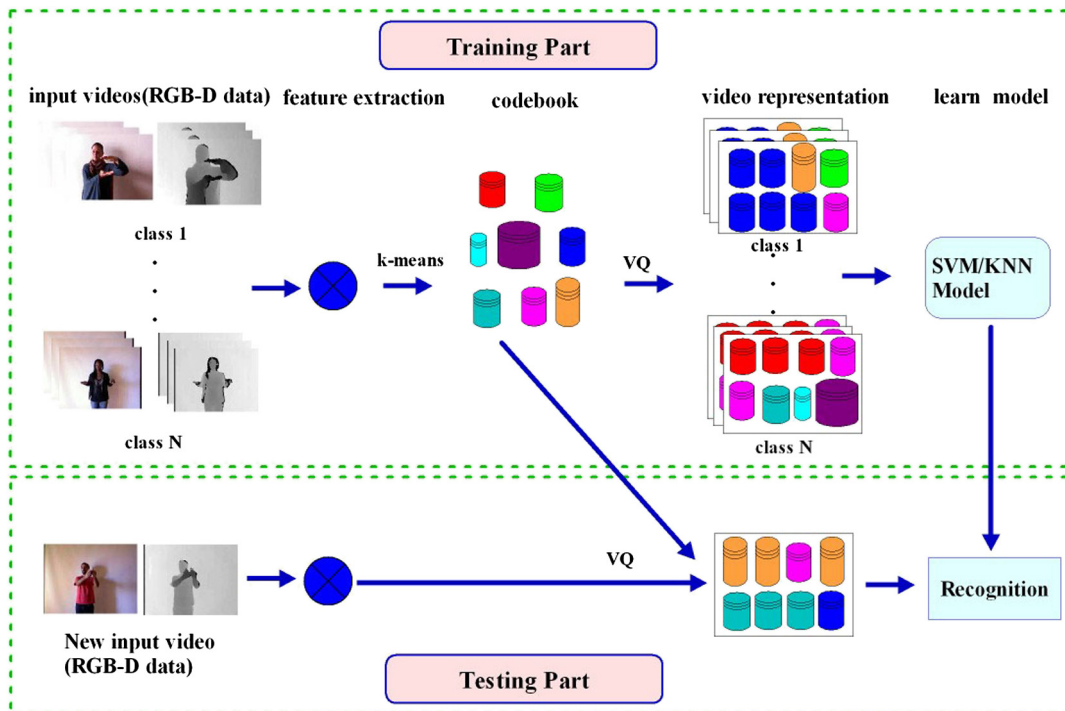 Training Part
input videos(RGB-D data)
feature extraction
codebook
video representation
learn model
class 1
class 1
k-means
VQ
SVM/KNN
Model
class N
class N
VQ
Recognition
New input video
(RGB-D data)
Testing Part